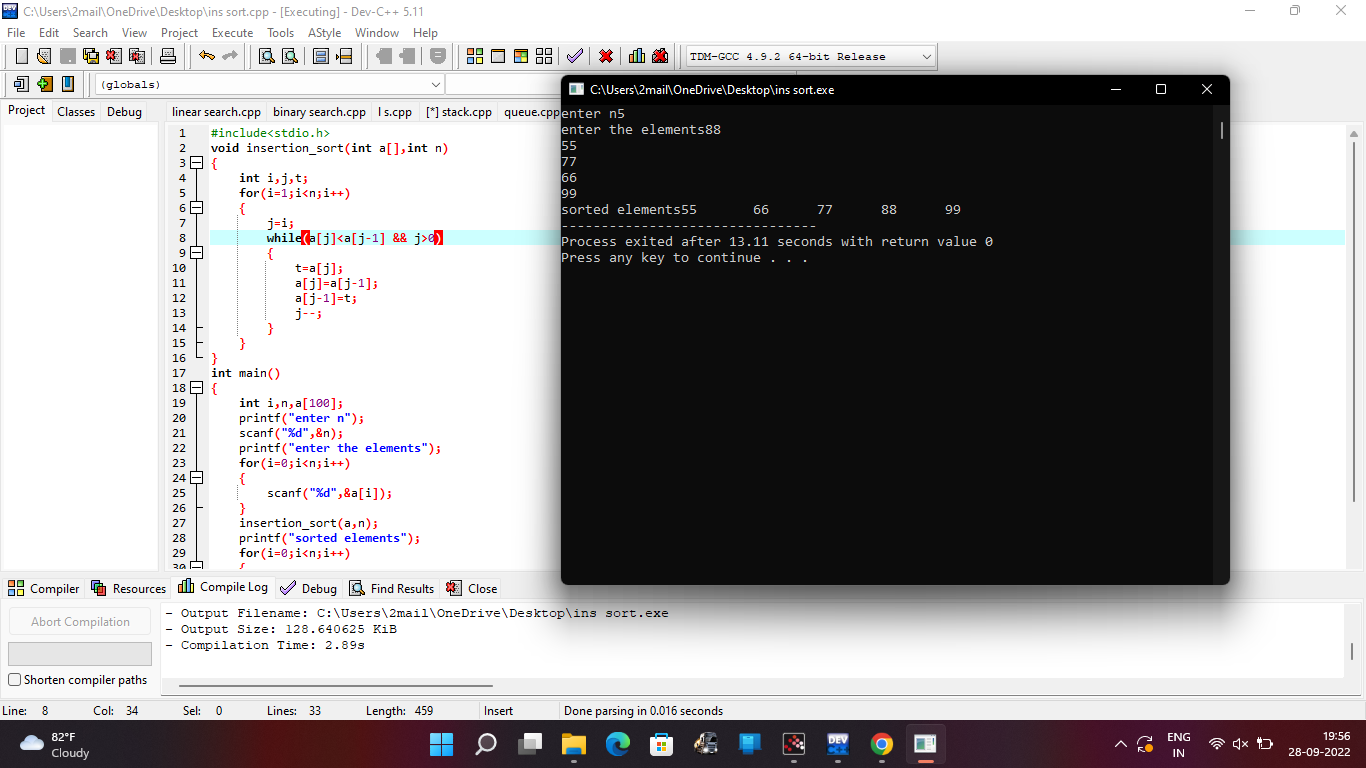 C:\Users\2mail\OneDrive\Desktop\ins sort.cpp - [Executing] - Dev-C++ 5.11
File Edit Search View Project Execute Tools AStyle Window Help
TDM-GCC 4.9.2 64-bit Release
(globals)
Project Classes Debug
linear search.cpp binary search.cpp l s.cpp [*] stack.cpp queue.cpp
1 #include<stdio.h>
2 void insertion_sort(int a[],int n)
3 {
4 int i,j,t;
5 for(i=1;i<n;i++)
6 {
7 j=i;
8 while(a[j]<a[j-1] && j>0)
9 {
10 t=a[j];
11 a[j]=a[j-1];
12 a[j-1]=t;
13 j--;
14 }
15 }
16 }
17 int main()
18 {
19 int i,n,a[100];
20 printf("enter n");
21 scanf("%d",&n);
22 printf("enter the elements");
23 for(i=0;i<n;i++)
24 {
25 scanf("%d",&a[i]);
26 }
27 insertion_sort(a,n);
28 printf("sorted elements");
29 for(i=0;i<n;i++)
30 {
C:\Users\2mail\OneDrive\Desktop\ins sort.exe
enter n5
enter the elements88
55
77
66
99
sorted elements55 66 77 88 99
--------------------------------
Process exited after 13.11 seconds with return value 0
Press any key to continue . . .
Compiler Resources Compile Log Debug Find Results Close
Abort Compilation
Shorten compiler paths
- Output Filename: C:\Users\2mail\OneDrive\Desktop\ins sort.exe
- Output Size: 128.640625 KiB
- Compilation Time: 2.89s
Line: 8 Col: 34 Sel: 0 Lines: 33 Length: 459 Insert Done parsing in 0.016 seconds
82°F
Cloudy
DEV
ENG
IN
19:56
28-09-2022